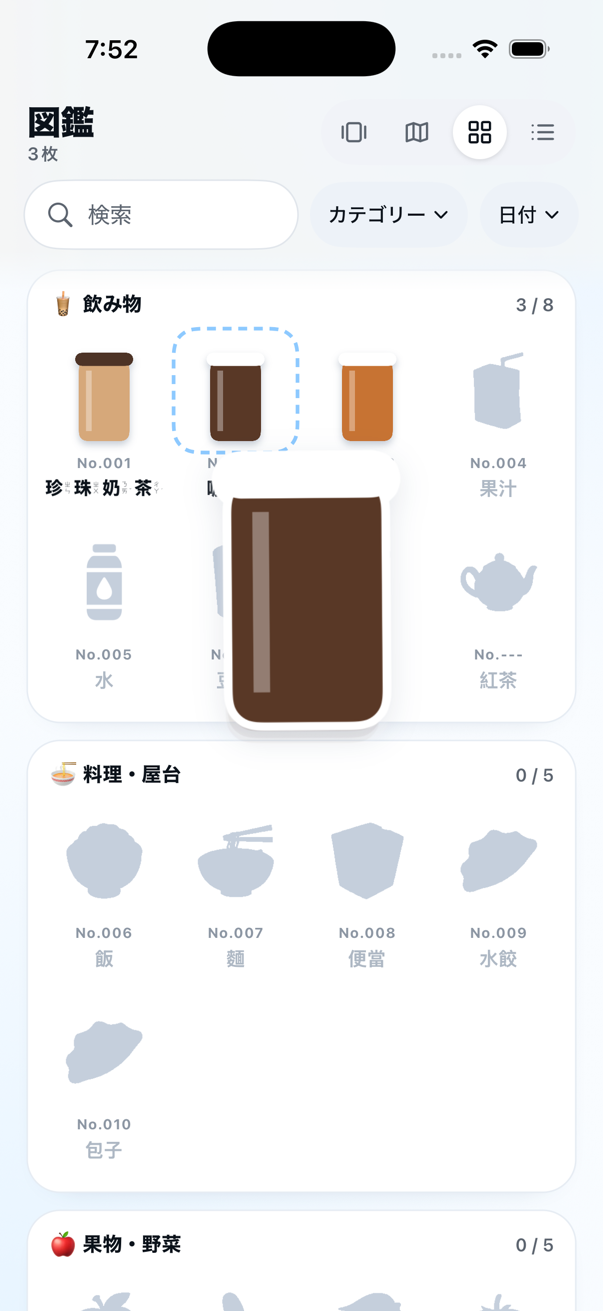 7:52
図鑑
3枚
検索
カテゴリー
日付
飲み物
3 / 8
No.001
No.004
珍珠奶茶
果汁
No.005
No.---
水
紅茶
料理・屋台
0 / 5
No.006
No.007
No.008
No.009
飯
麵
便當
水餃
No.010
包子
果物・野菜
0 / 5